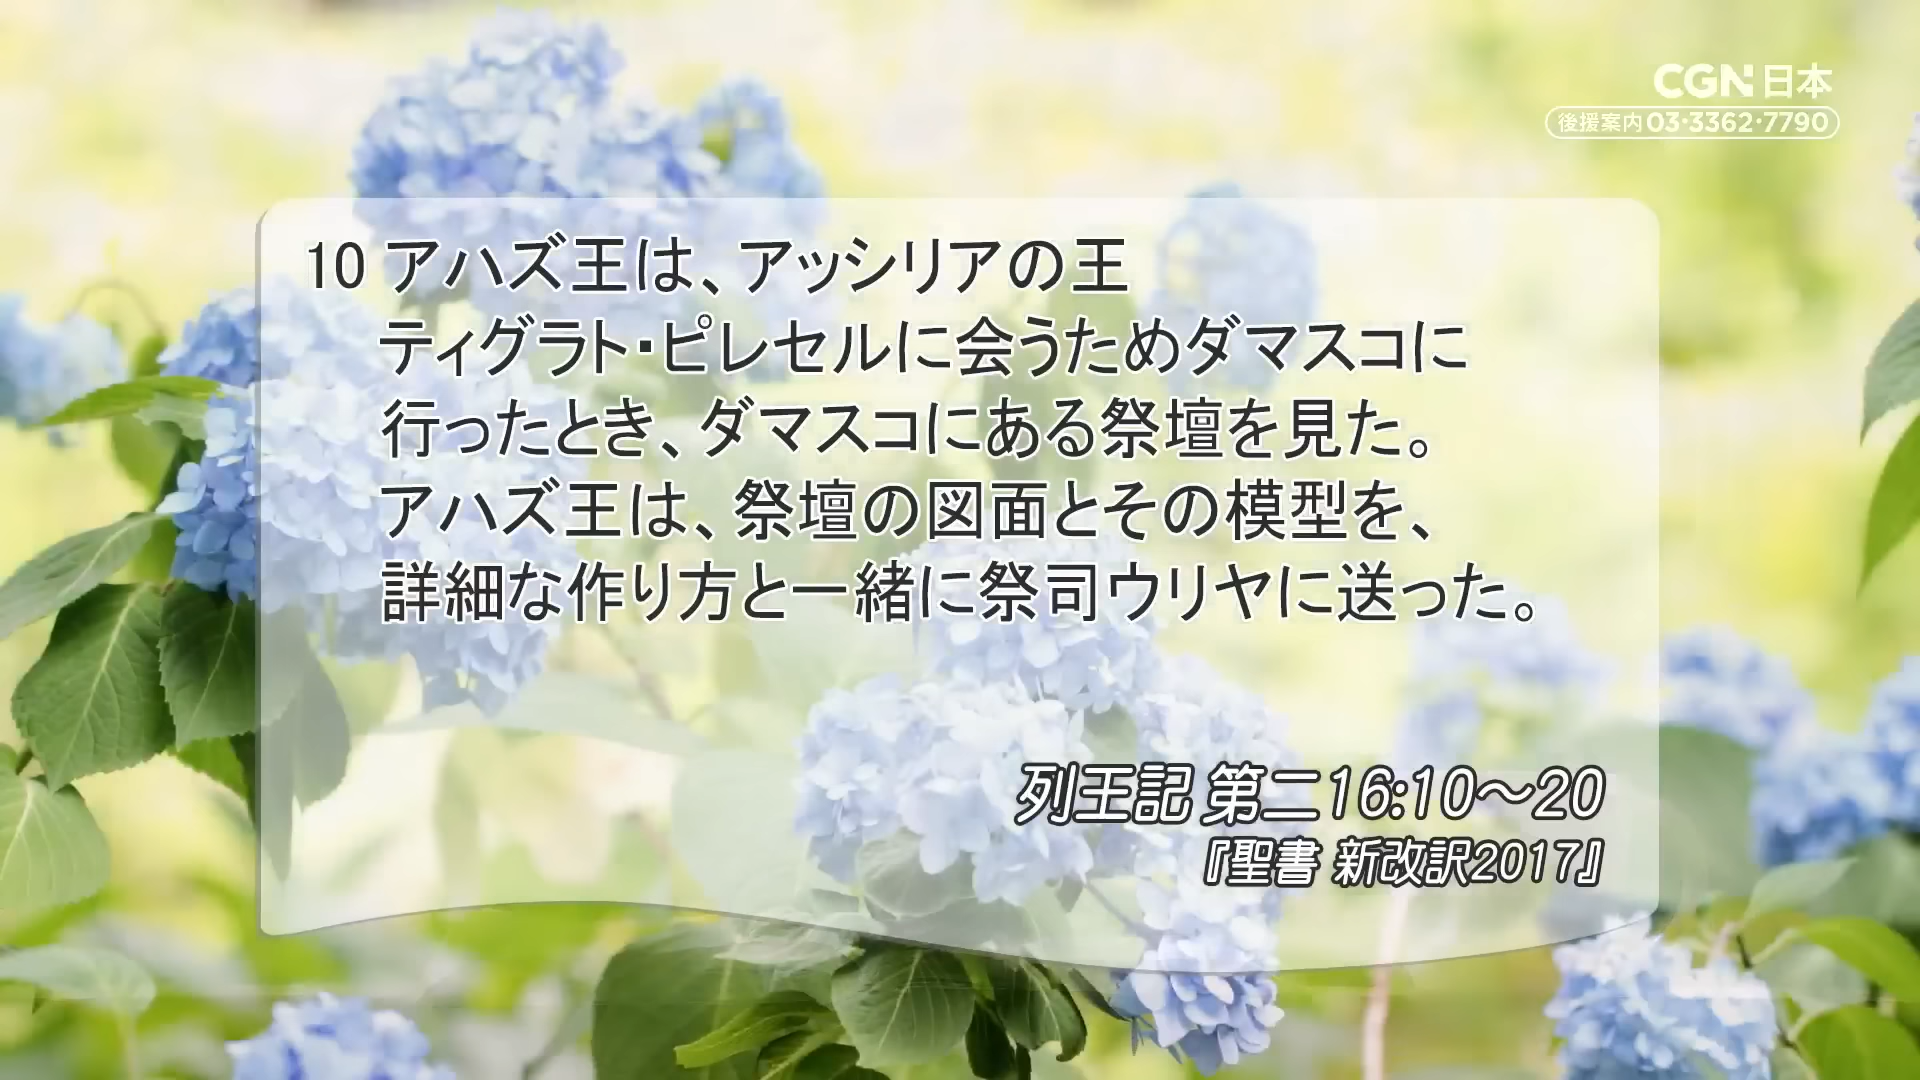 CGN 日本
後援案内 03·3362·7790
10 アハズ王は、アッシリアの王
ティグラト・ピレセルに会うためダマスコに
行ったとき、ダマスコにある祭壇を見た。
アハズ王は、祭壇の図面とその模型を、
詳細な作り方と一緒に祭司ウリヤに送った。
列王記 第二16:10～20
『聖書 新改訳2017』